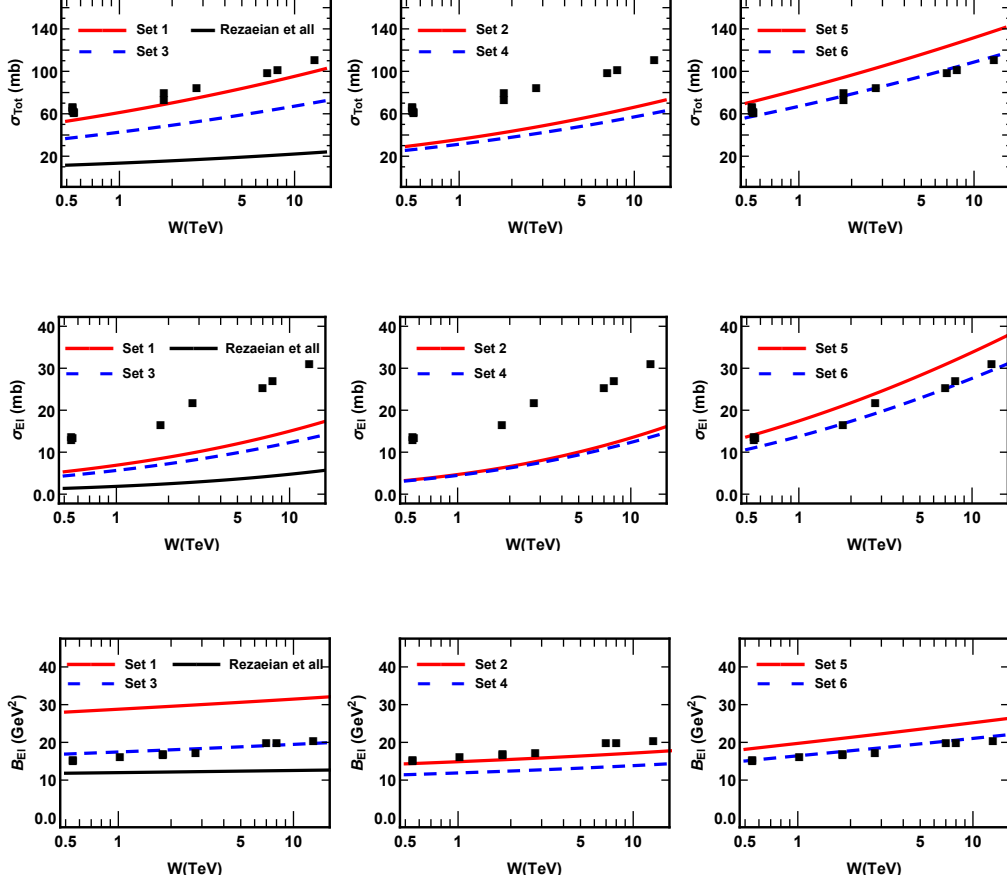 σTot (mb)
140
100
60
20
Set 1
Rezaeian et all
Set 3
0.5 1 5 10
W(TeV)
σTot (mb)
140
100
60
20
Set 2
Set 4
0.5 1 5 10
W(TeV)
σTot (mb)
140
100
60
20
Set 5
Set 6
0.5 1 5 10
W(TeV)
σEl (mb)
40
30
20
10
0.0
Set 1
Rezaeian et all
Set 3
0.5 1 5 10
W(TeV)
σEl (mb)
40
30
20
10
0.0
Set 2
Set 4
0.5 1 5 10
W(TeV)
σEl (mb)
40
30
20
10
0.0
Set 5
Set 6
0.5 1 5 10
W(TeV)
BEl (GeV²)
40
30
20
10
0.0
Set 1
Rezaeian et all
Set 3
0.5 1 5 10
W(TeV)
BEl (GeV²)
40
30
20
10
0.0
Set 2
Set 4
0.5 1 5 10
W(TeV)
BEl (GeV²)
40
30
20
10
0.0
Set 5
Set 6
0.5 1 5 10
W(TeV)